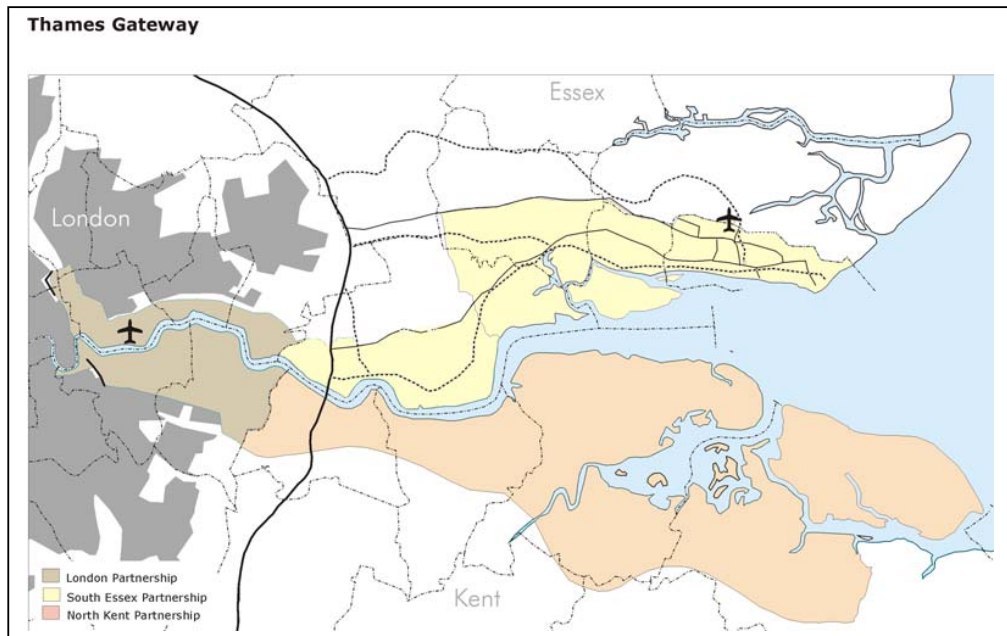 Thames Gateway
Essex
London
Kent
London Partnership
South Essex Partnership
North Kent Partnership